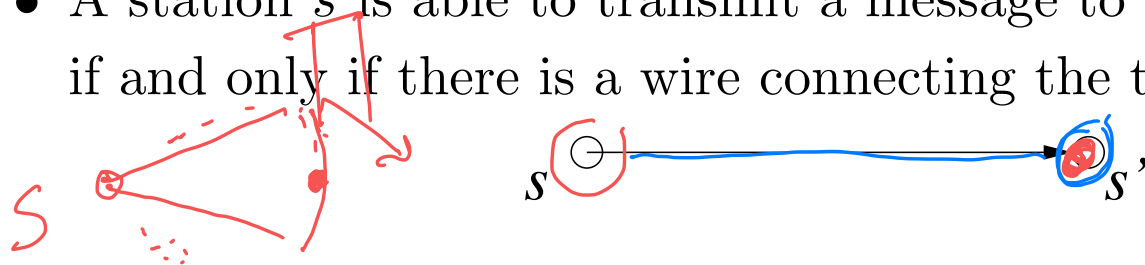 • A station s is able to transmit a message to
if and only if there is a wire connecting the t
S
s
s'